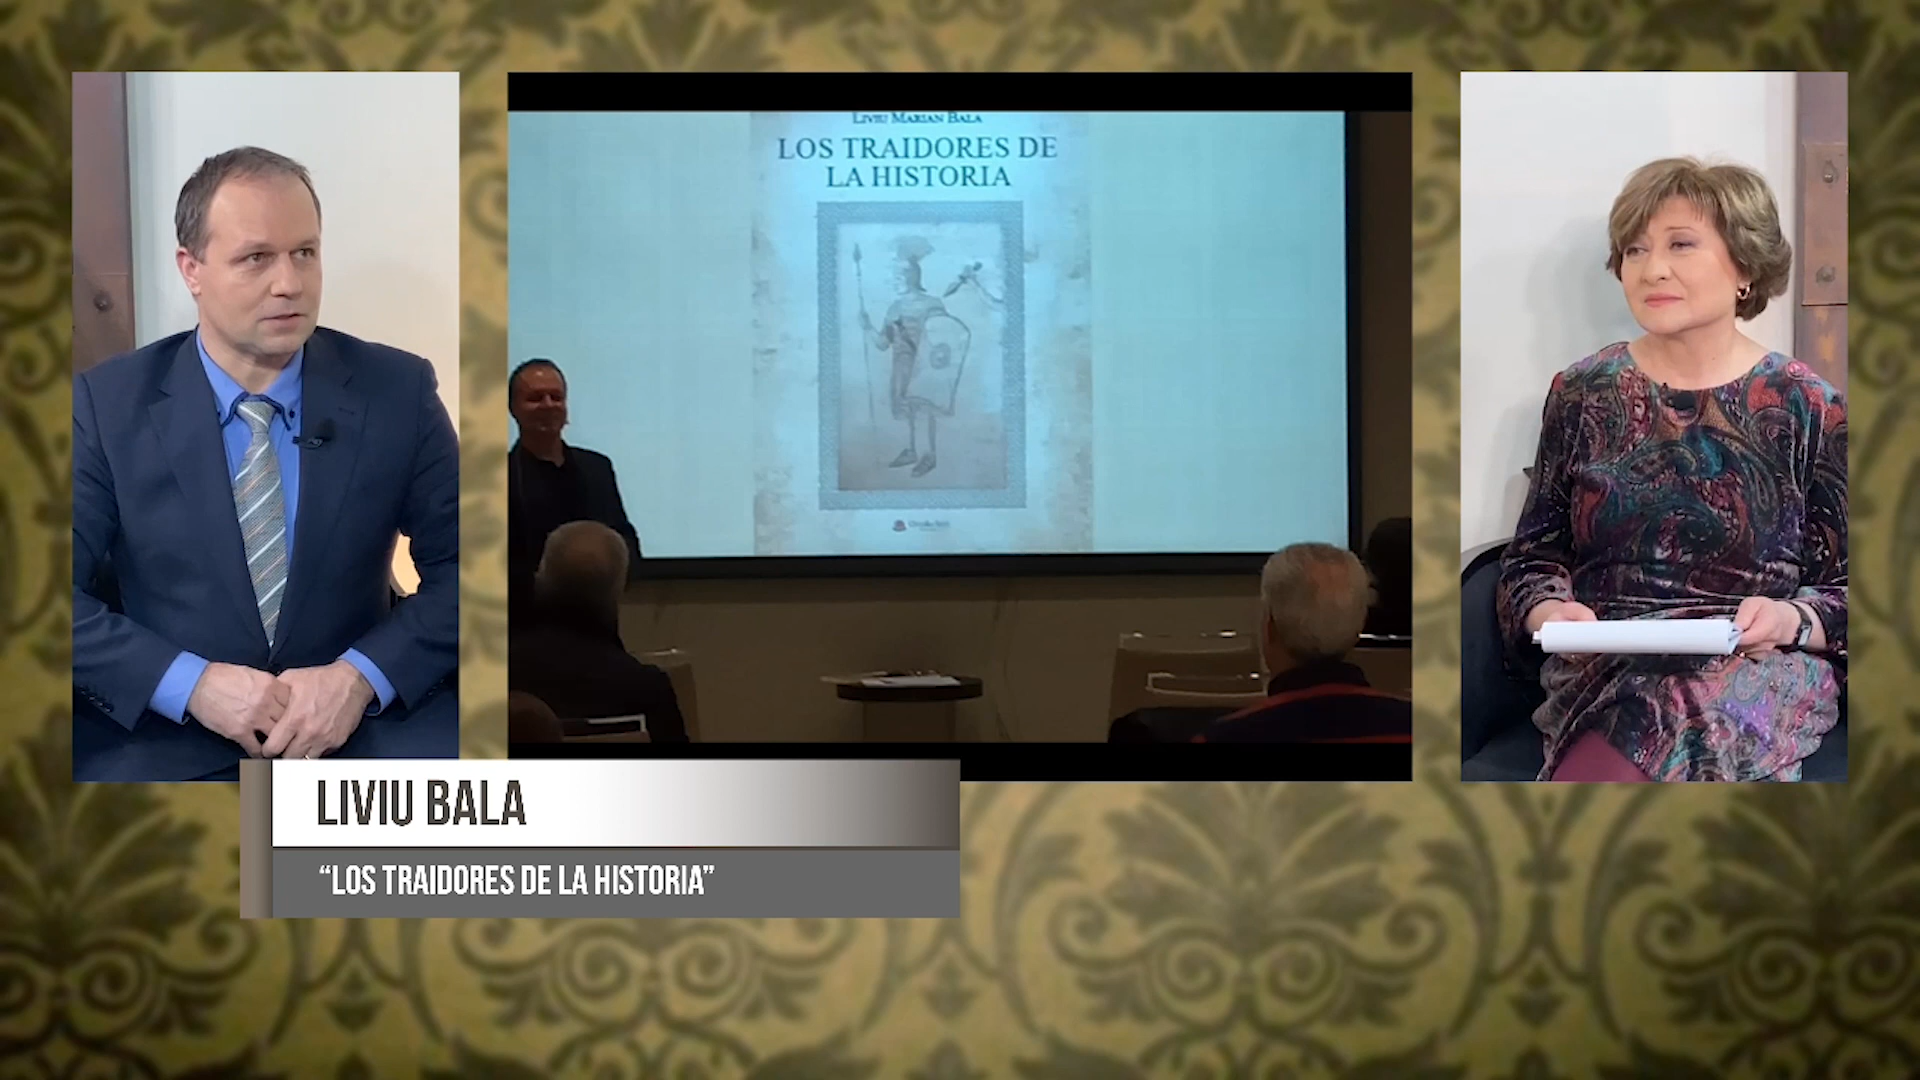 LIVIU MARIAN BALA
LOS TRAIDORES DE
LA HISTORIA
LIVIU BALA
“LOS TRAIDORES DE LA HISTORIA”